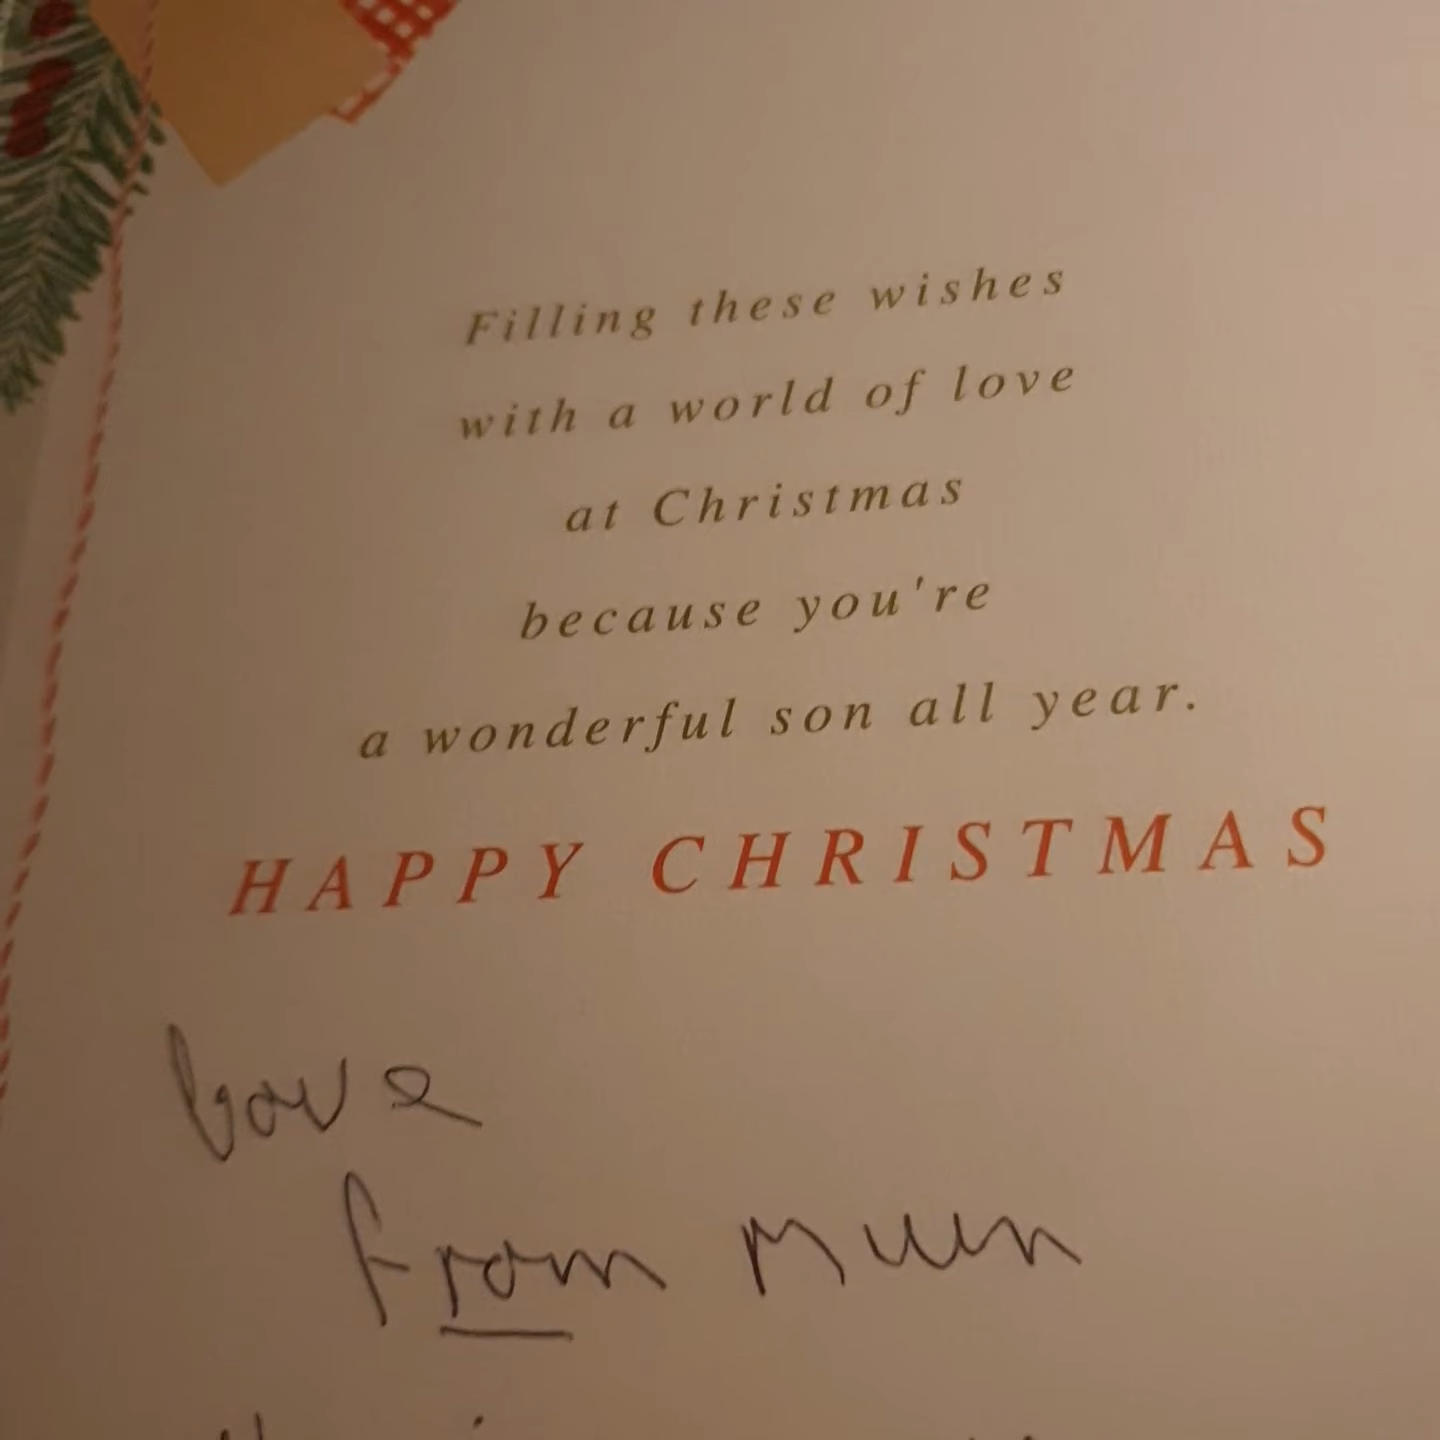 Filling these wishes
with a world of love
at Christmas
because you're
a wonderful son all year.
HAPPY CHRISTMAS
Love
from Mum